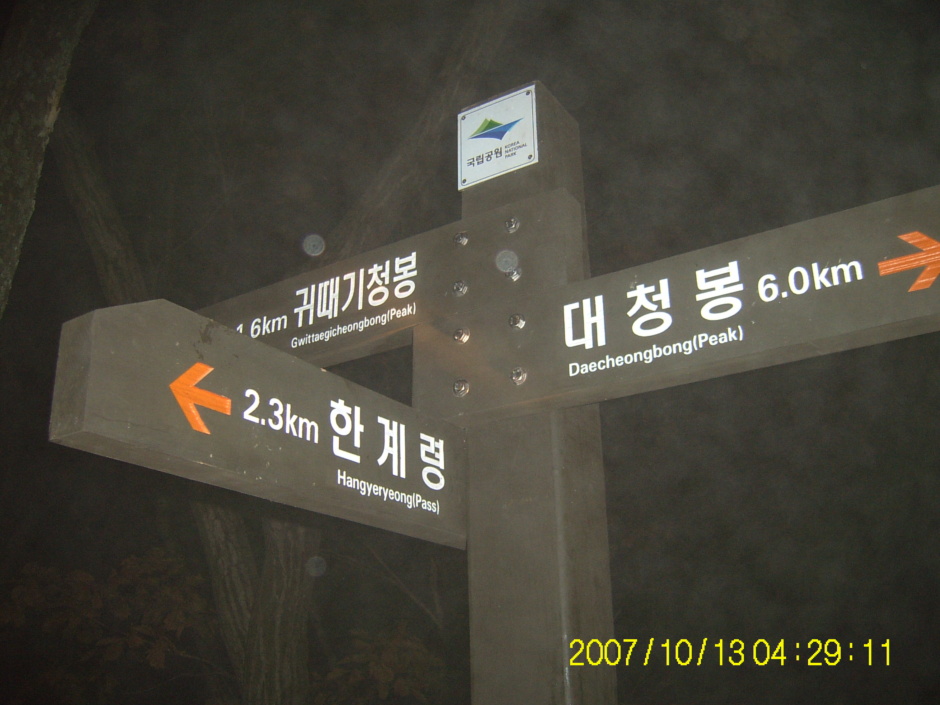 국립공원 KOREA NATIONAL PARK
1.6km 귀때기청봉
Gwittaegicheongbong(Peak)
대청봉 6.0km
Daecheongbong(Peak)
2.3km 한계령
Hangyeryeong(Pass)
2007/10/13 04:29:11